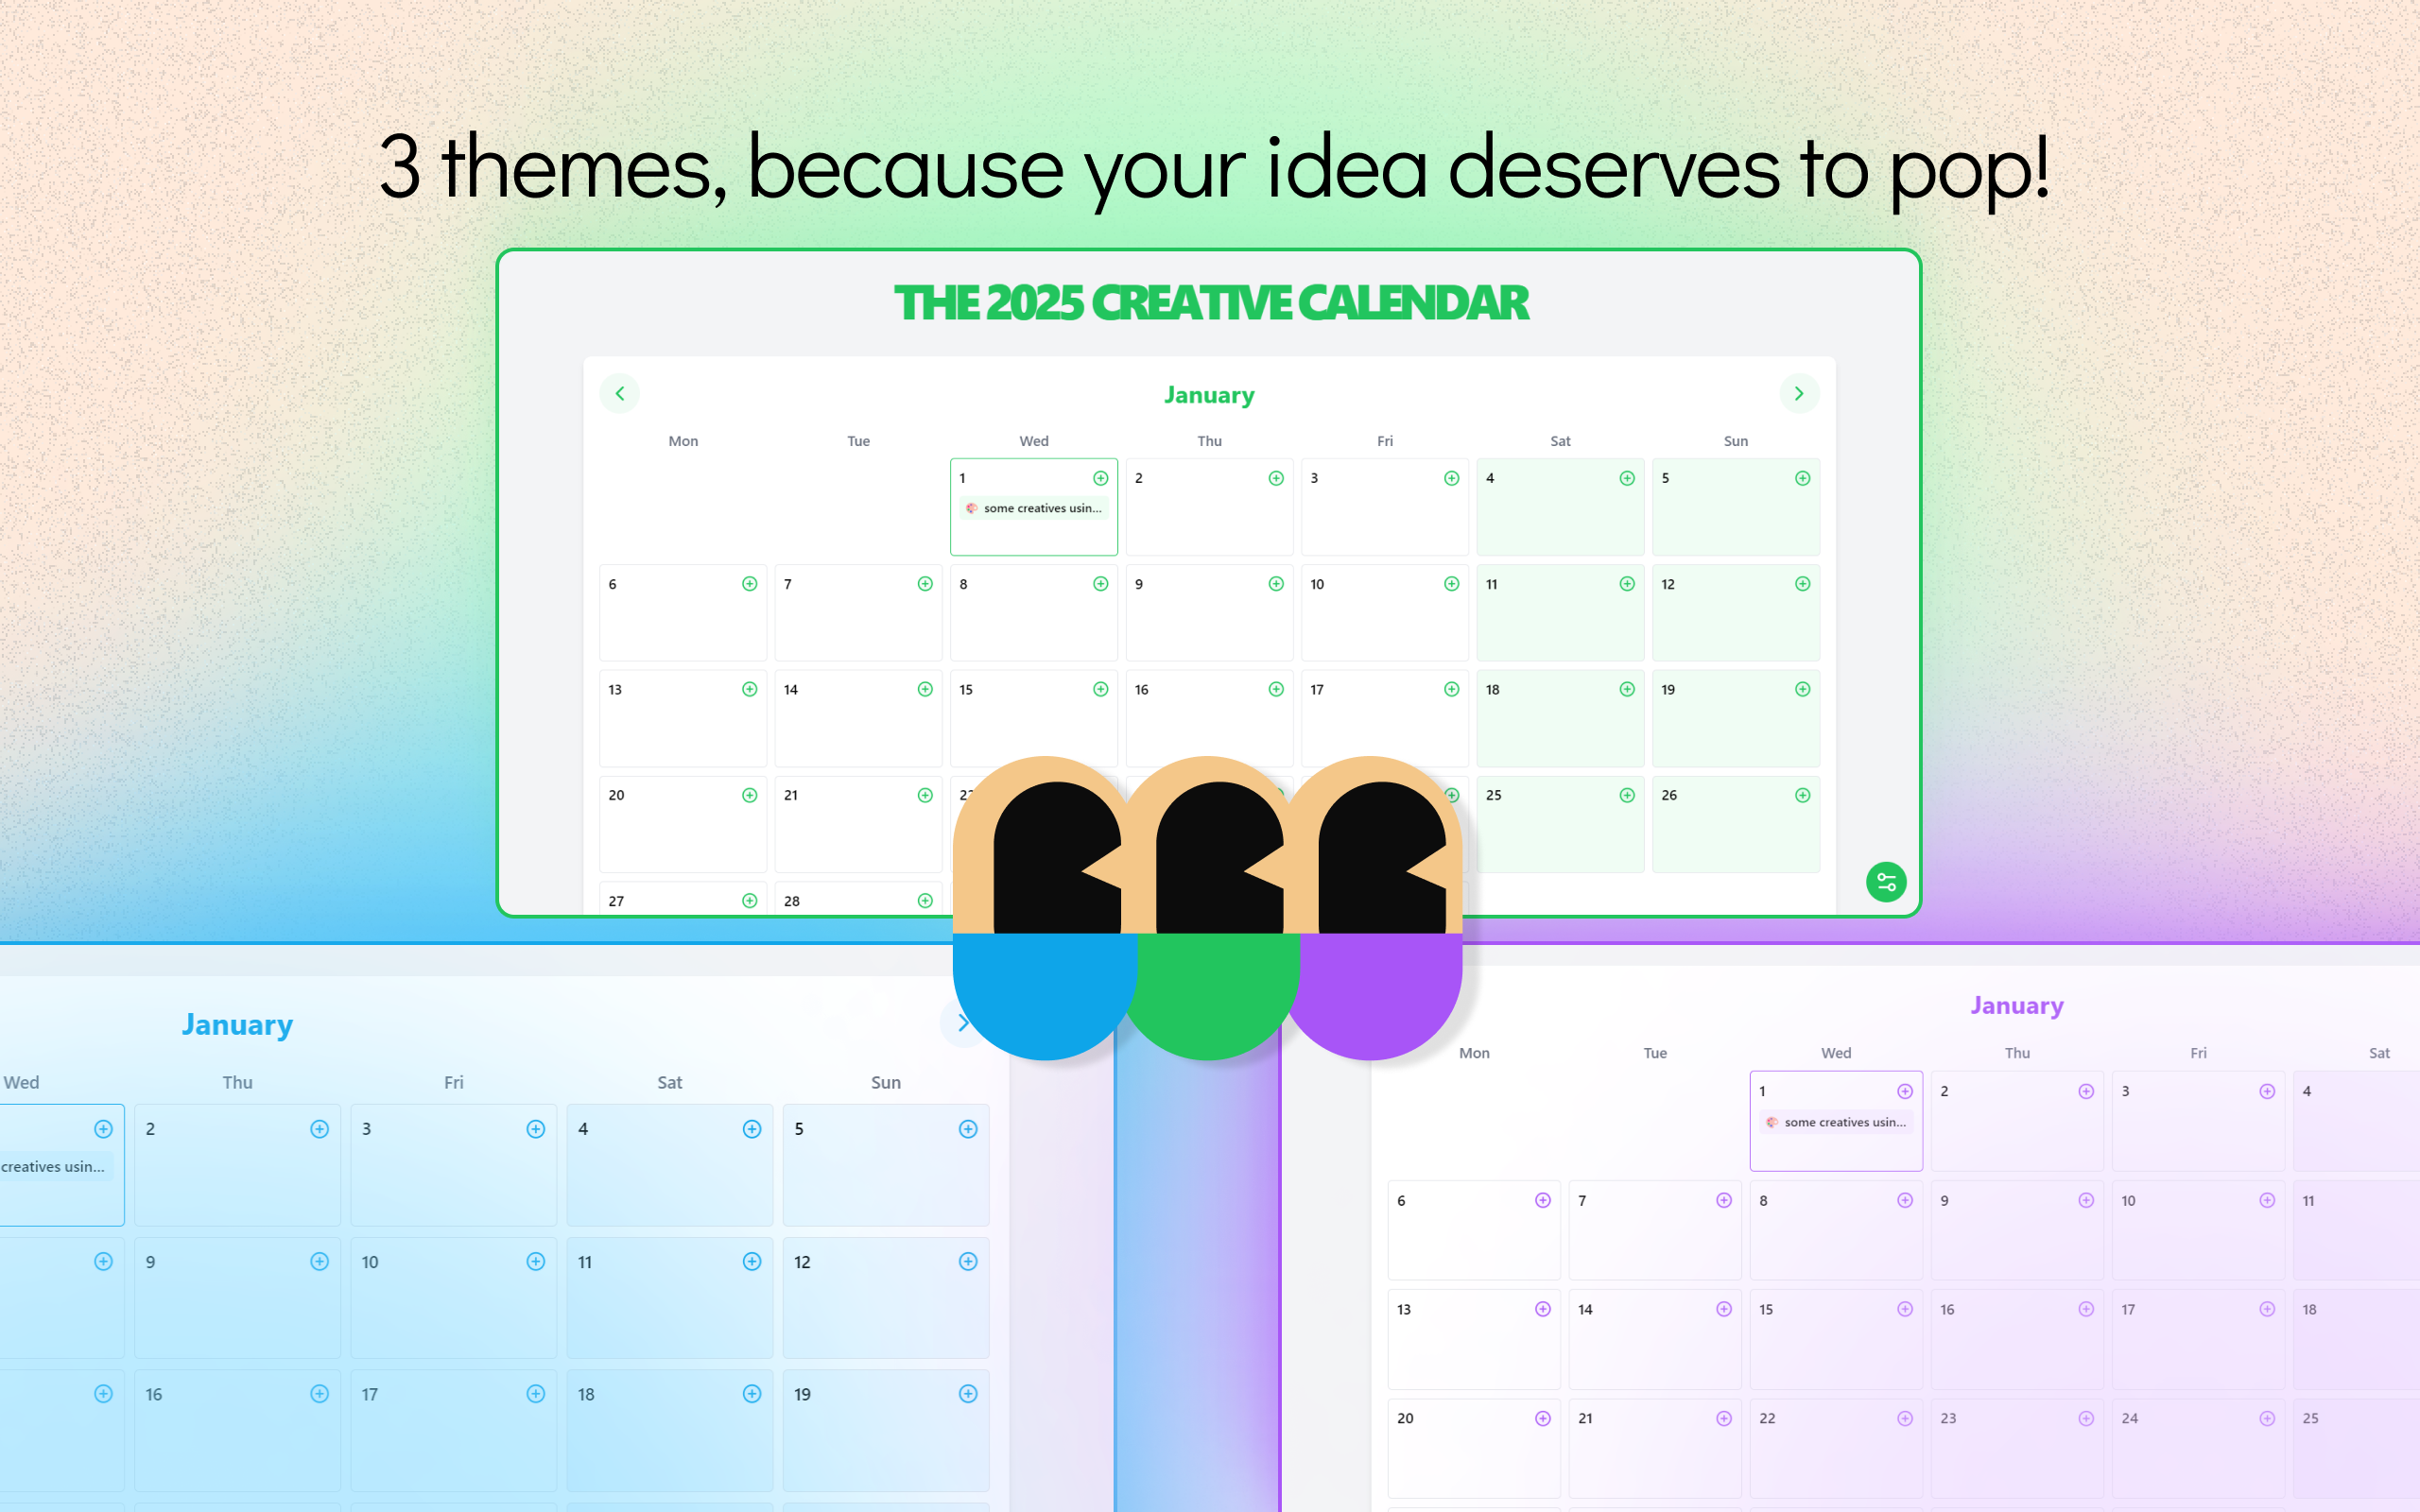 3 themes, because your idea deserves to pop!
THE 2025 CREATIVE CALENDAR
January
Mon Tue Wed Thu Fri Sat Sun
1 2 3 4 5
some creatives usin...
6 7 8 9 10 11 12
13 14 15 16 17 18 19
20 21 25 26
27 28
January
Wed Thu Fri Sat Sun
2 3 4 5
creatives usin...
9 10 11 12
16 17 18 19
January
Mon Tue Wed Thu Fri Sat
1 2 3 4
some creatives usin...
6 7 8 9 10 11
13 14 15 16 17 18
20 21 22 23 24 25